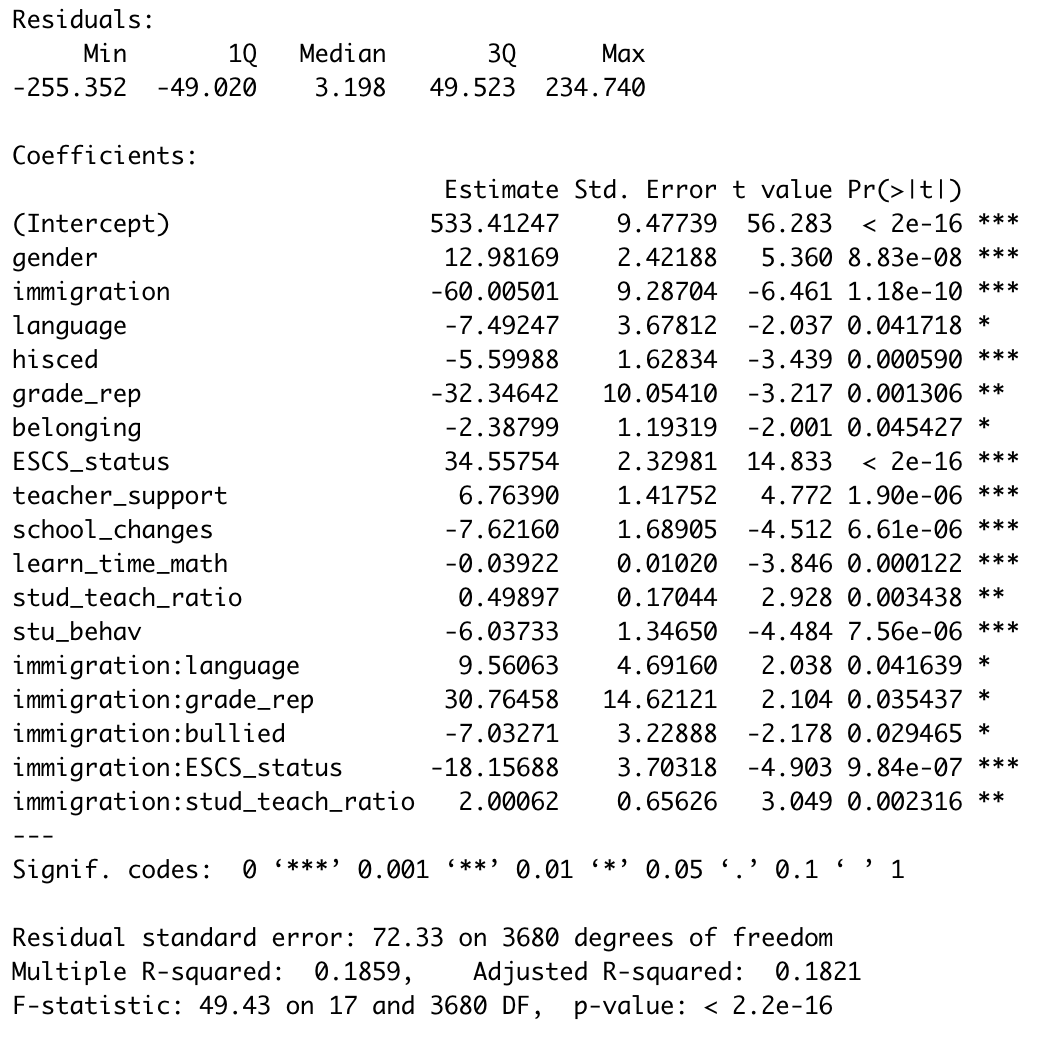 Residuals:
     Min       1Q   Median       3Q      Max
-255.352  -49.020    3.198   49.523  234.740

Coefficients:
                              Estimate Std. Error t value Pr(>|t|)
(Intercept)                  533.41247    9.47739  56.283  < 2e-16 ***
gender                        12.98169    2.42188   5.360 8.83e-08 ***
immigration                  -60.00501    9.28704  -6.461 1.18e-10 ***
language                      -7.49247    3.67812  -2.037 0.041718 *
hisced                        -5.59988    1.62834  -3.439 0.000590 ***
grade_rep                    -32.34642   10.05410  -3.217 0.001306 **
belonging                     -2.38799    1.19319  -2.001 0.045427 *
ESCS_status                   34.55754    2.32981  14.833  < 2e-16 ***
teacher_support                6.76390    1.41752   4.772 1.90e-06 ***
school_changes                -7.62160    1.68905  -4.512 6.61e-06 ***
learn_time_math               -0.03922    0.01020  -3.846 0.000122 ***
stud_teach_ratio               0.49897    0.17044   2.928 0.003438 **
stu_behav                     -6.03733    1.34650  -4.484 7.56e-06 ***
immigration:language           9.56063    4.69160   2.038 0.041639 *
immigration:grade_rep         30.76458   14.62121   2.104 0.035437 *
immigration:bullied           -7.03271    3.22888  -2.178 0.029465 *
immigration:ESCS_status      -18.15688    3.70318  -4.903 9.84e-07 ***
immigration:stud_teach_ratio   2.00062    0.65626   3.049 0.002316 **
---
Signif. codes:  0 ‘***’ 0.001 ‘**’ 0.01 ‘*’ 0.05 ‘.’ 0.1 ‘ ’ 1

Residual standard error: 72.33 on 3680 degrees of freedom
Multiple R-squared:  0.1859,    Adjusted R-squared:  0.1821
F-statistic: 49.43 on 17 and 3680 DF,  p-value: < 2.2e-16